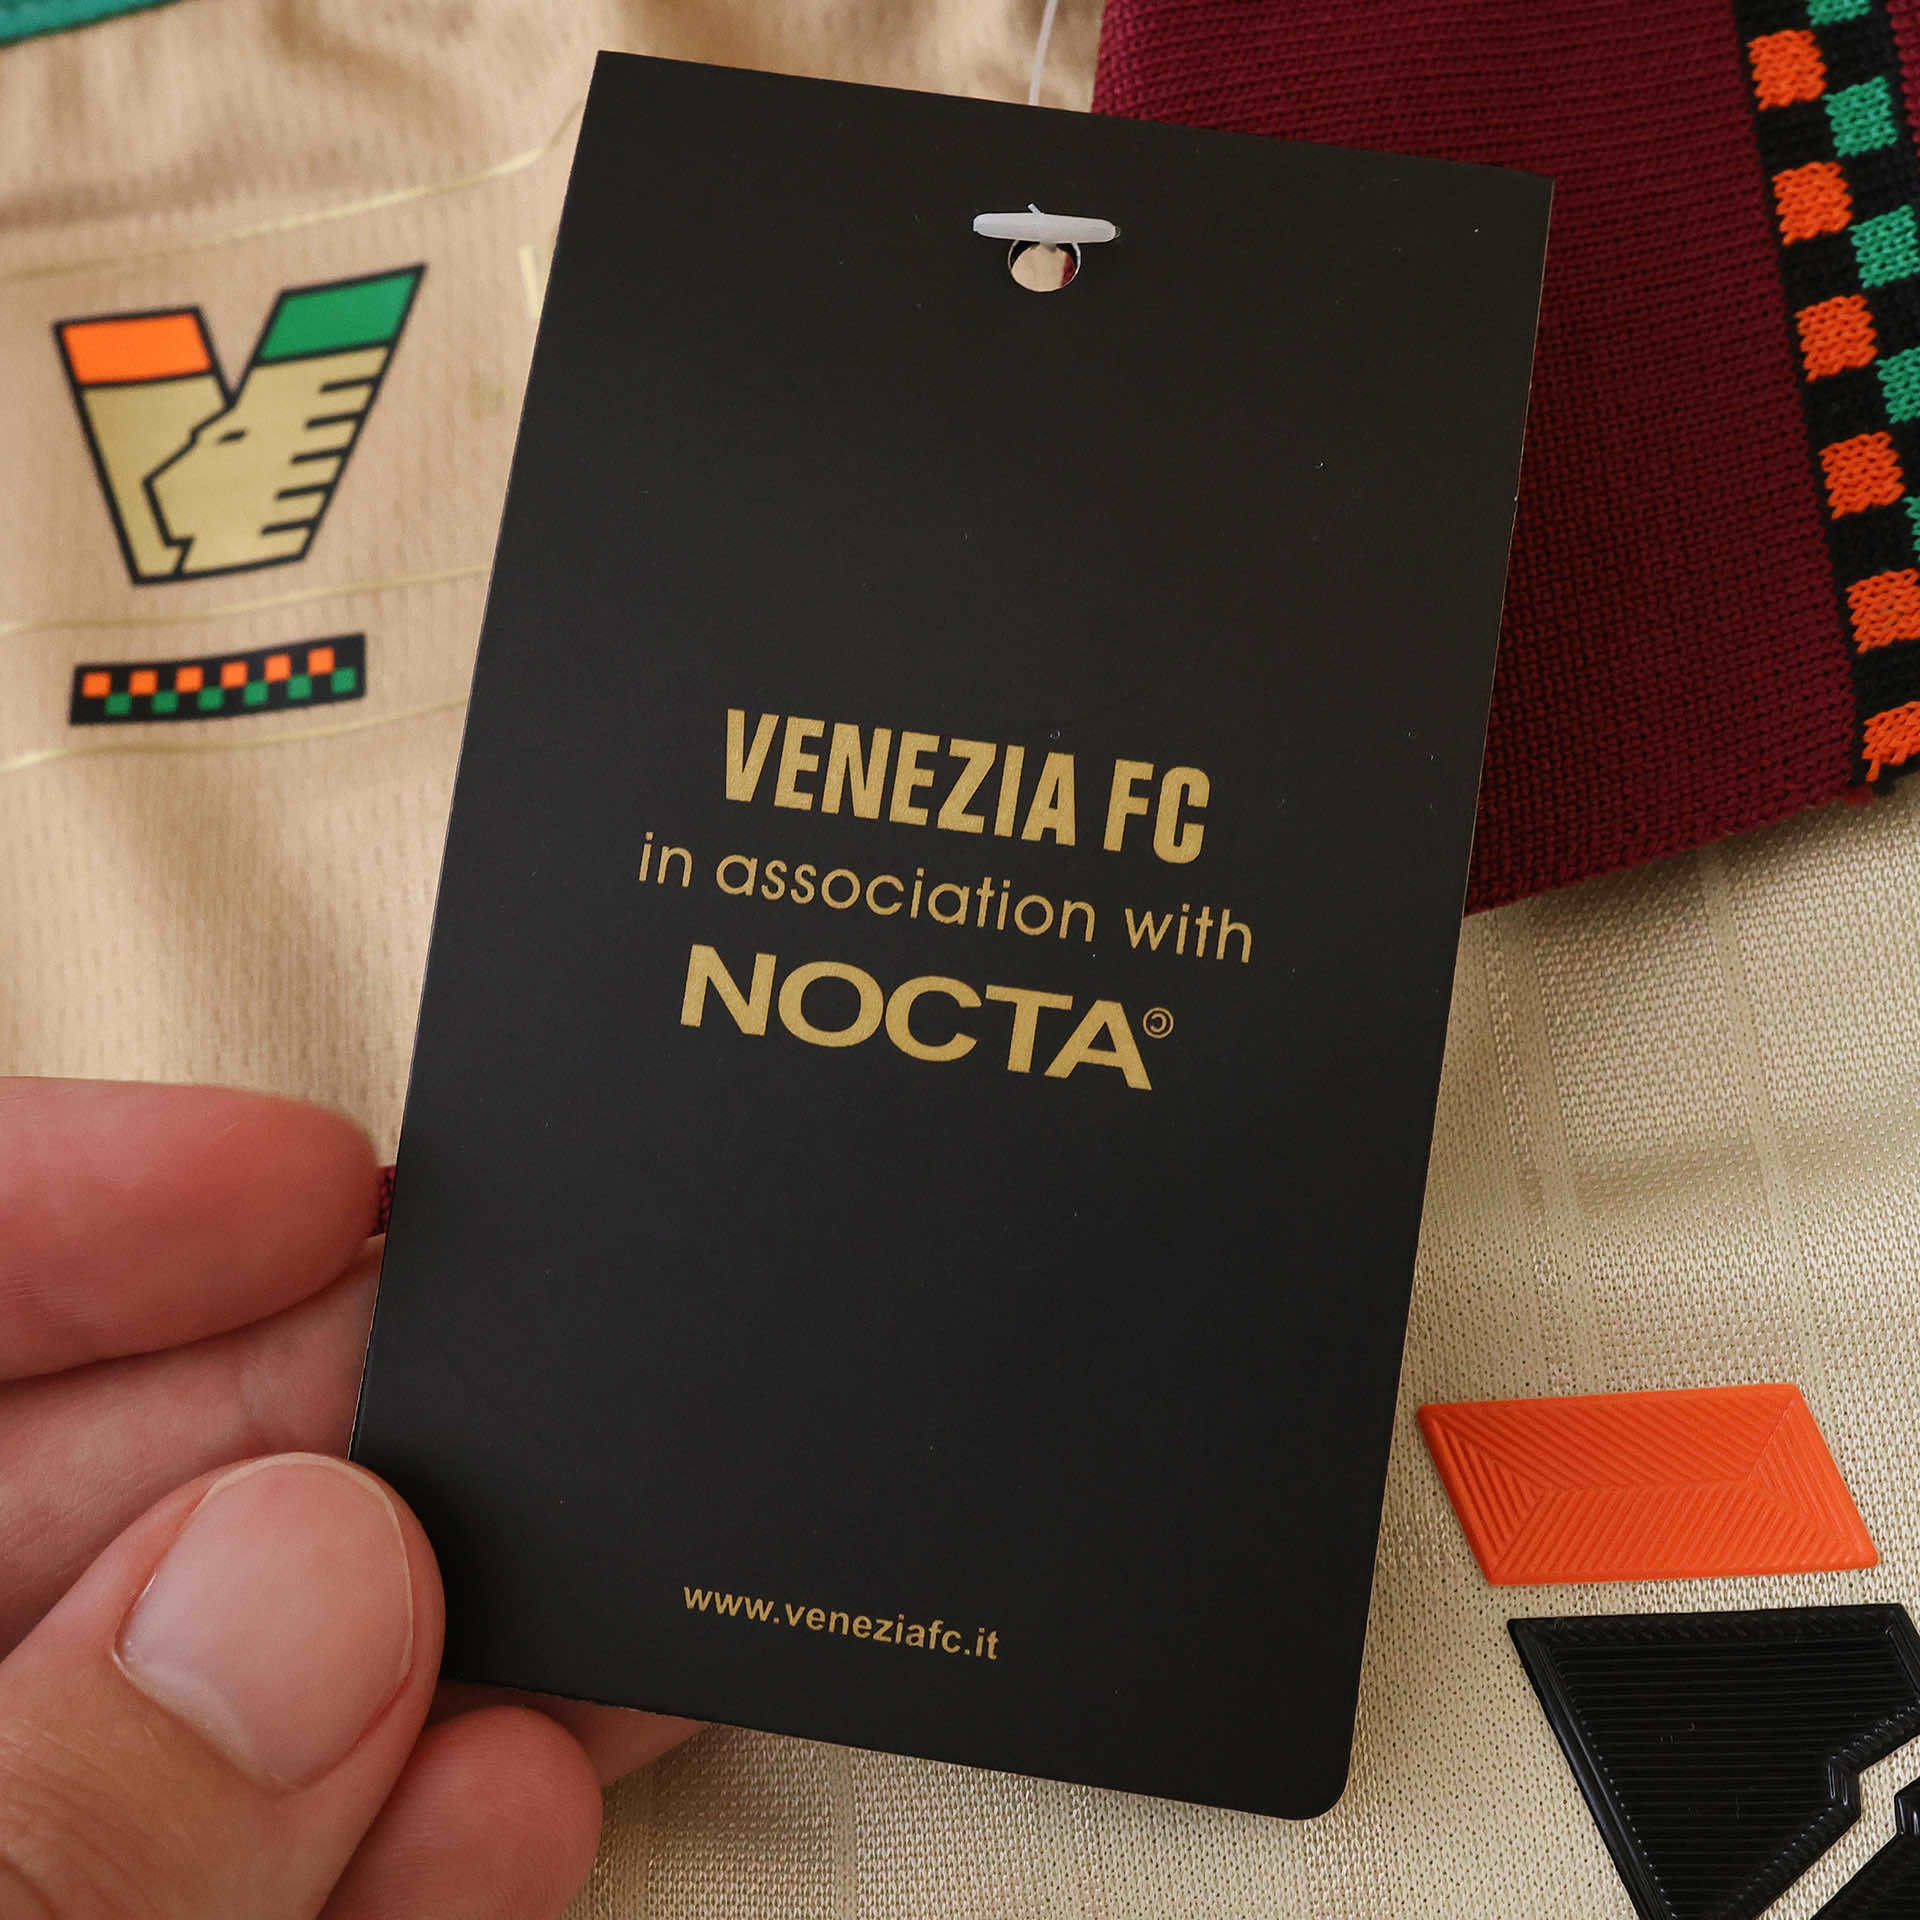 VENEZIA FC
in association with
NOCTA©
www.veneziafc.it